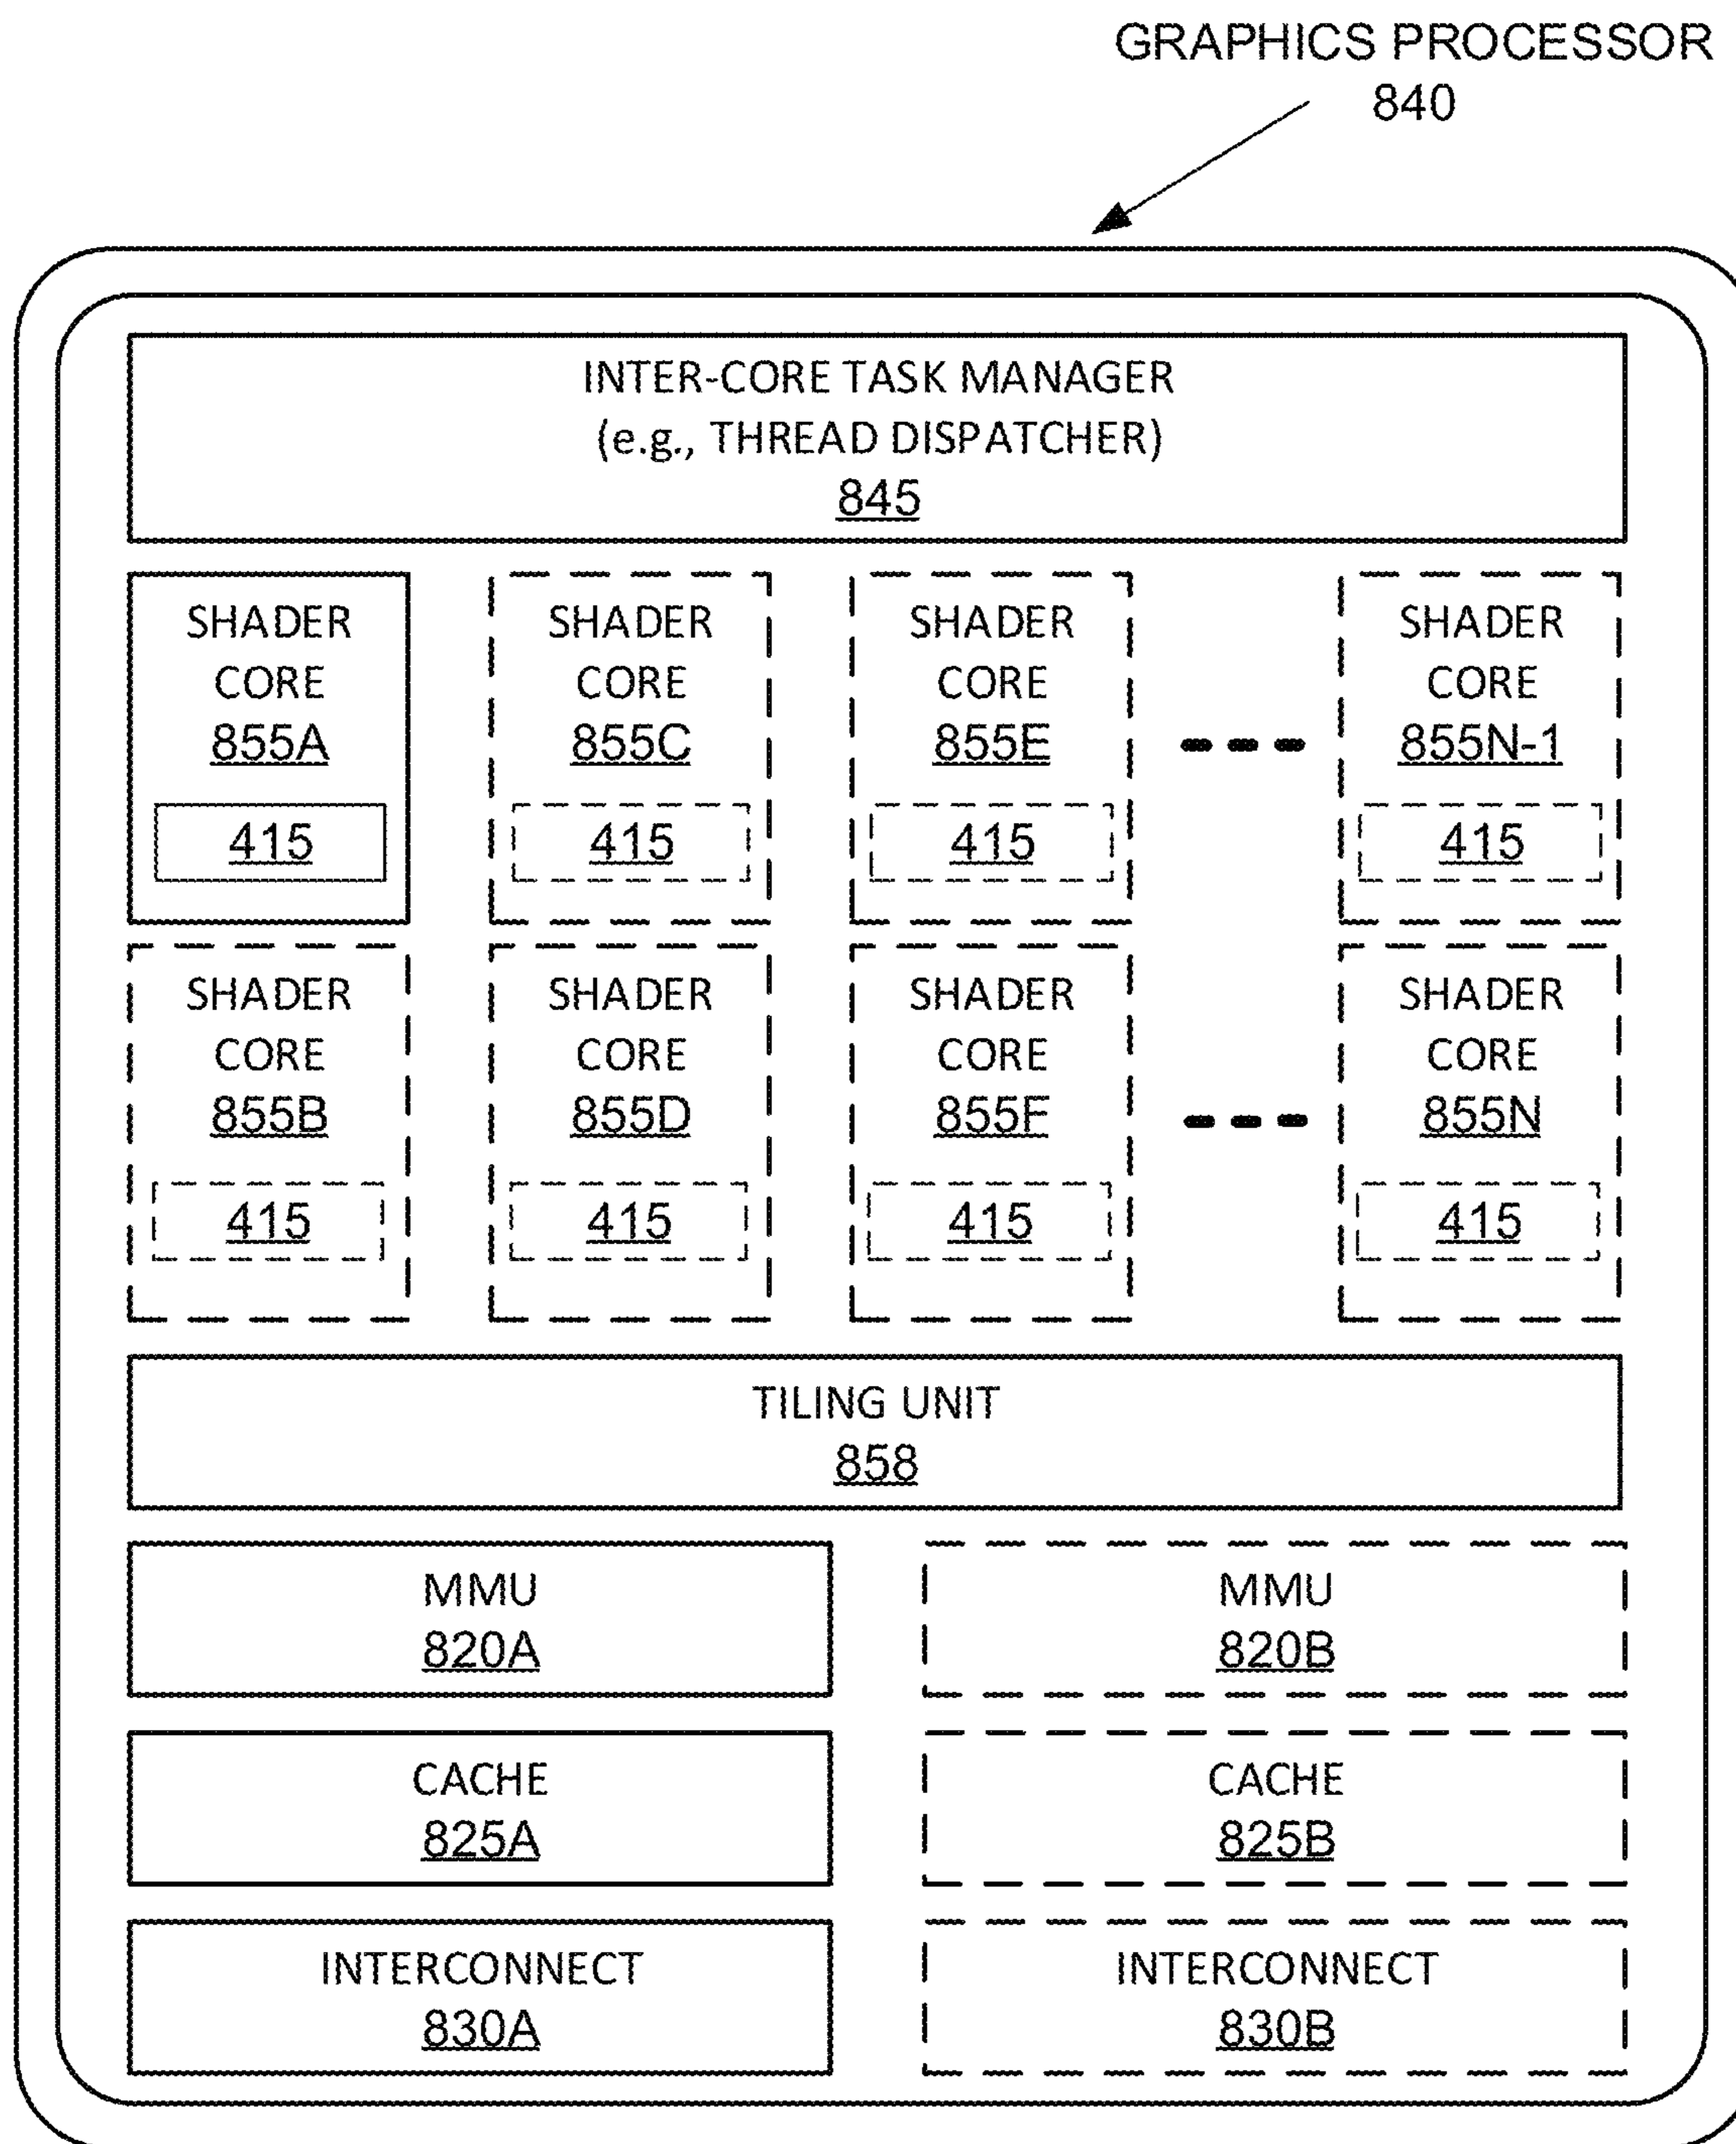 GRAPHICS PROCESSOR
840
INTER-CORE TASK MANAGER
(e.g., THREAD DISPATCHER)
845
SHADER
CORE
855A
415
SHADER
CORE
855C
415
SHADER
CORE
855E
415
SHADER
CORE
855N-1
415
SHADER
CORE
855B
415
SHADER
CORE
855D
415
SHADER
CORE
855F
415
SHADER
CORE
855N
415
TILING UNIT
858
MMU
820A
MMU
820B
CACHE
825A
CACHE
825B
INTERCONNECT
830A
INTERCONNECT
830B